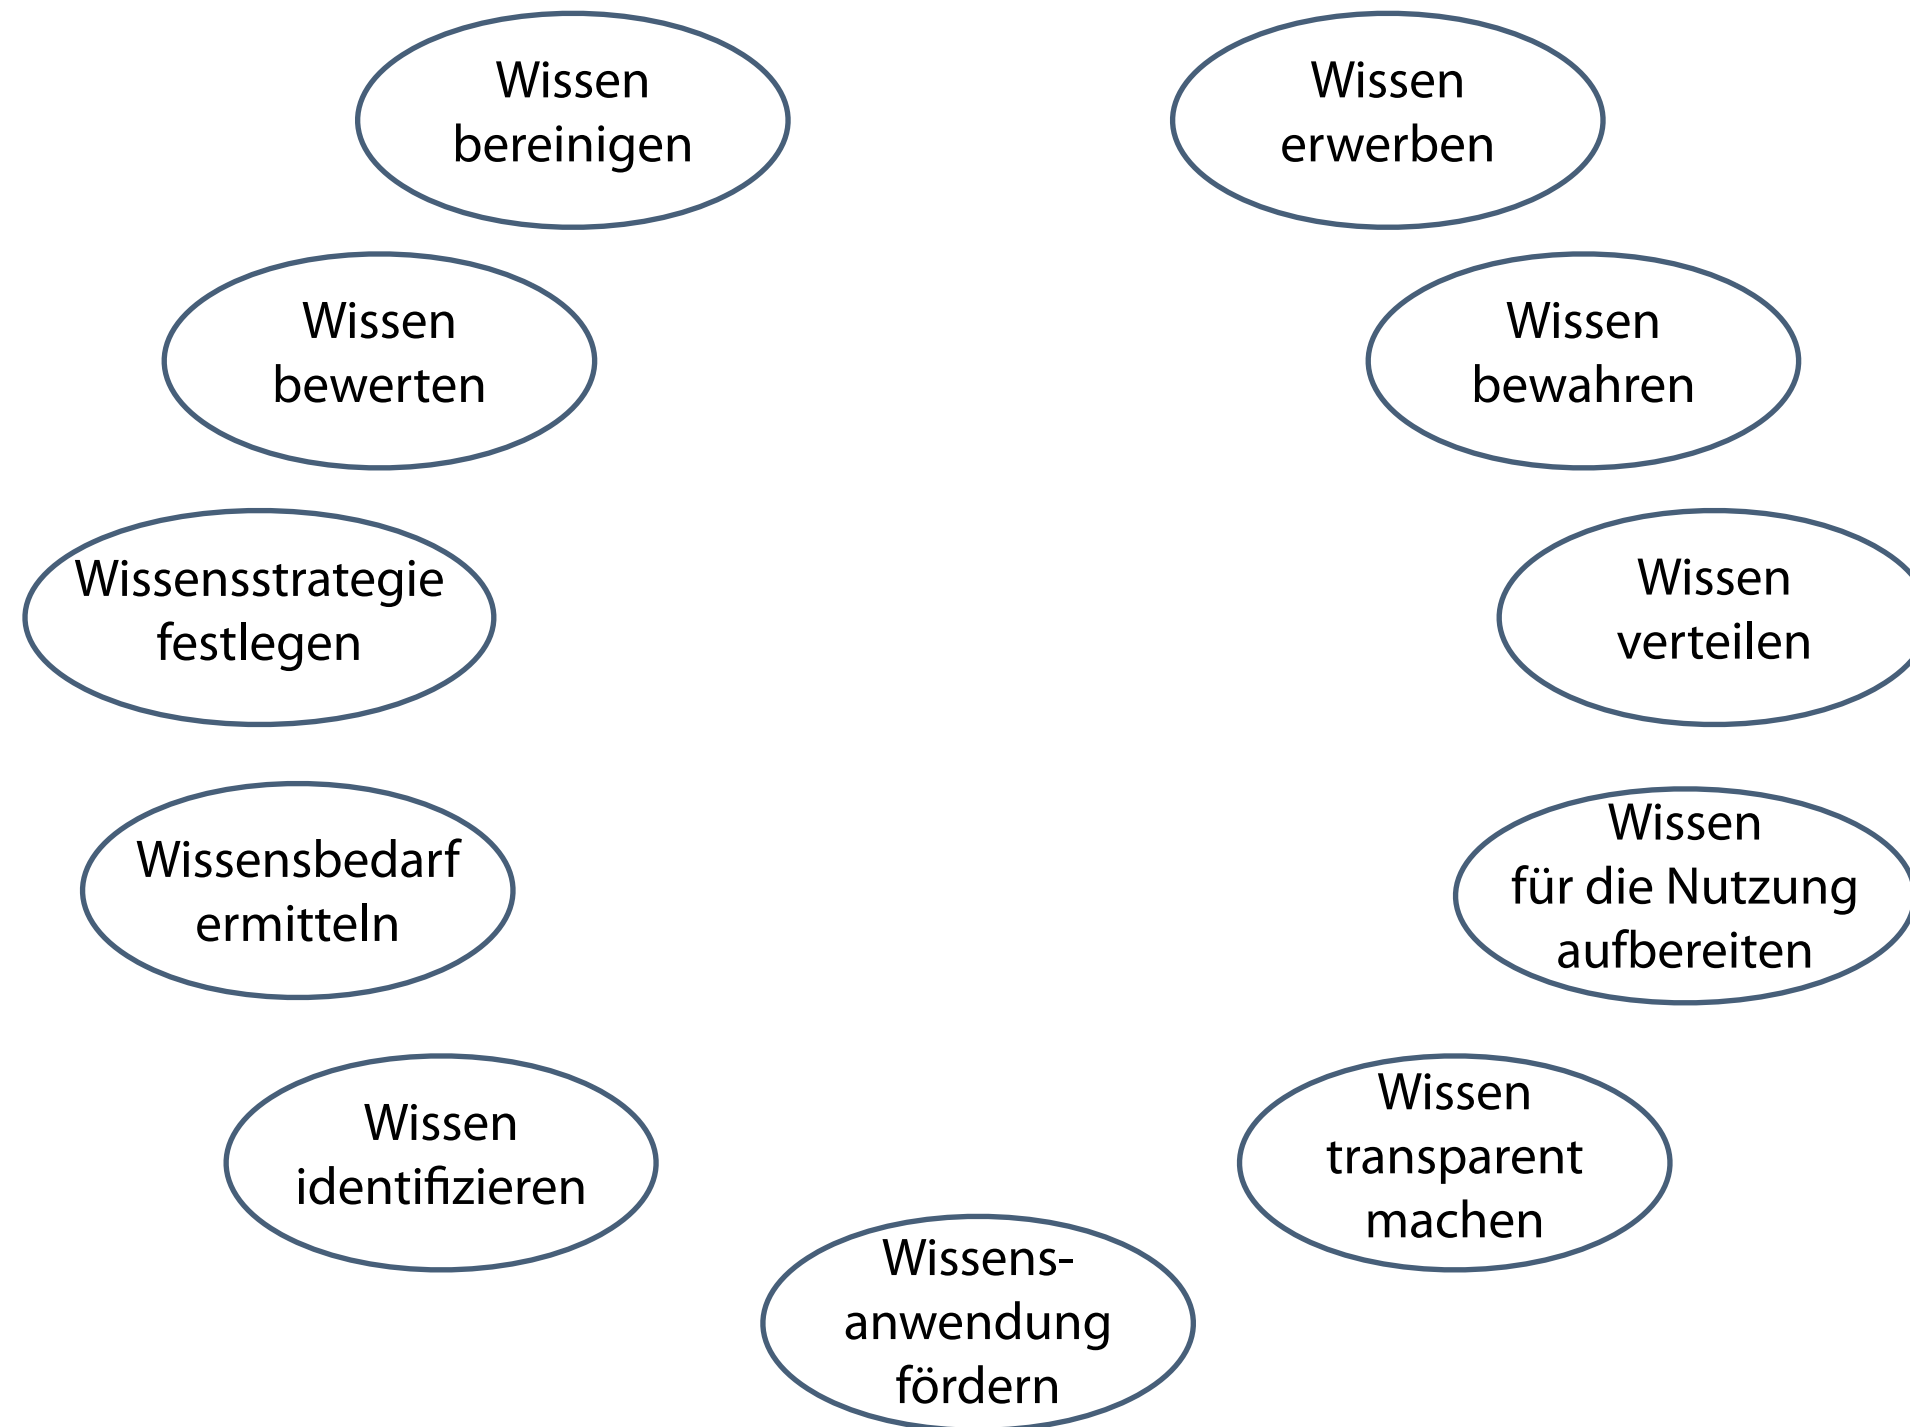 Wissen
bereinigen
Wissen
erwerben
Wissen
bewerten
Wissen
bewahren
Wissensstrategie
festlegen
Wissen
verteilen
Wissensbedarf
ermitteln
Wissen
für die Nutzung
aufbereiten
Wissen
identifizieren
Wissen
transparent
machen
Wissens-
anwendung
fördern